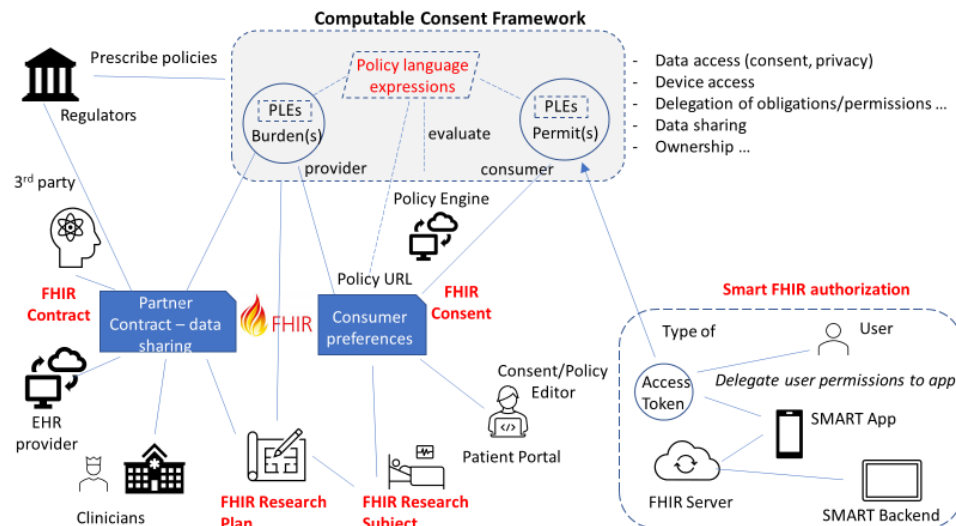 Computable Consent Framework
Prescribe policies
Regulators
Policy language
expressions
PLEs
Burden(s)
PLEs
Permit(s)
evaluate
provider
consumer
- Data access (consent, privacy)
- Device access
- Delegation of obligations/permissions ...
- Data sharing
- Ownership ...
3rd party
Policy Engine
Policy URL
FHIR
Contract
Partner
Contract – data
sharing
FHIR
Consumer
preferences
FHIR
Consent
Smart FHIR authorization
Type of
User
Access
Token
Delegate user permissions to app
SMART App
FHIR Server
SMART Backend
EHR
provider
Consent/Policy
Editor
Patient Portal
Clinicians
FHIR Research
Plan
FHIR Research
Subject